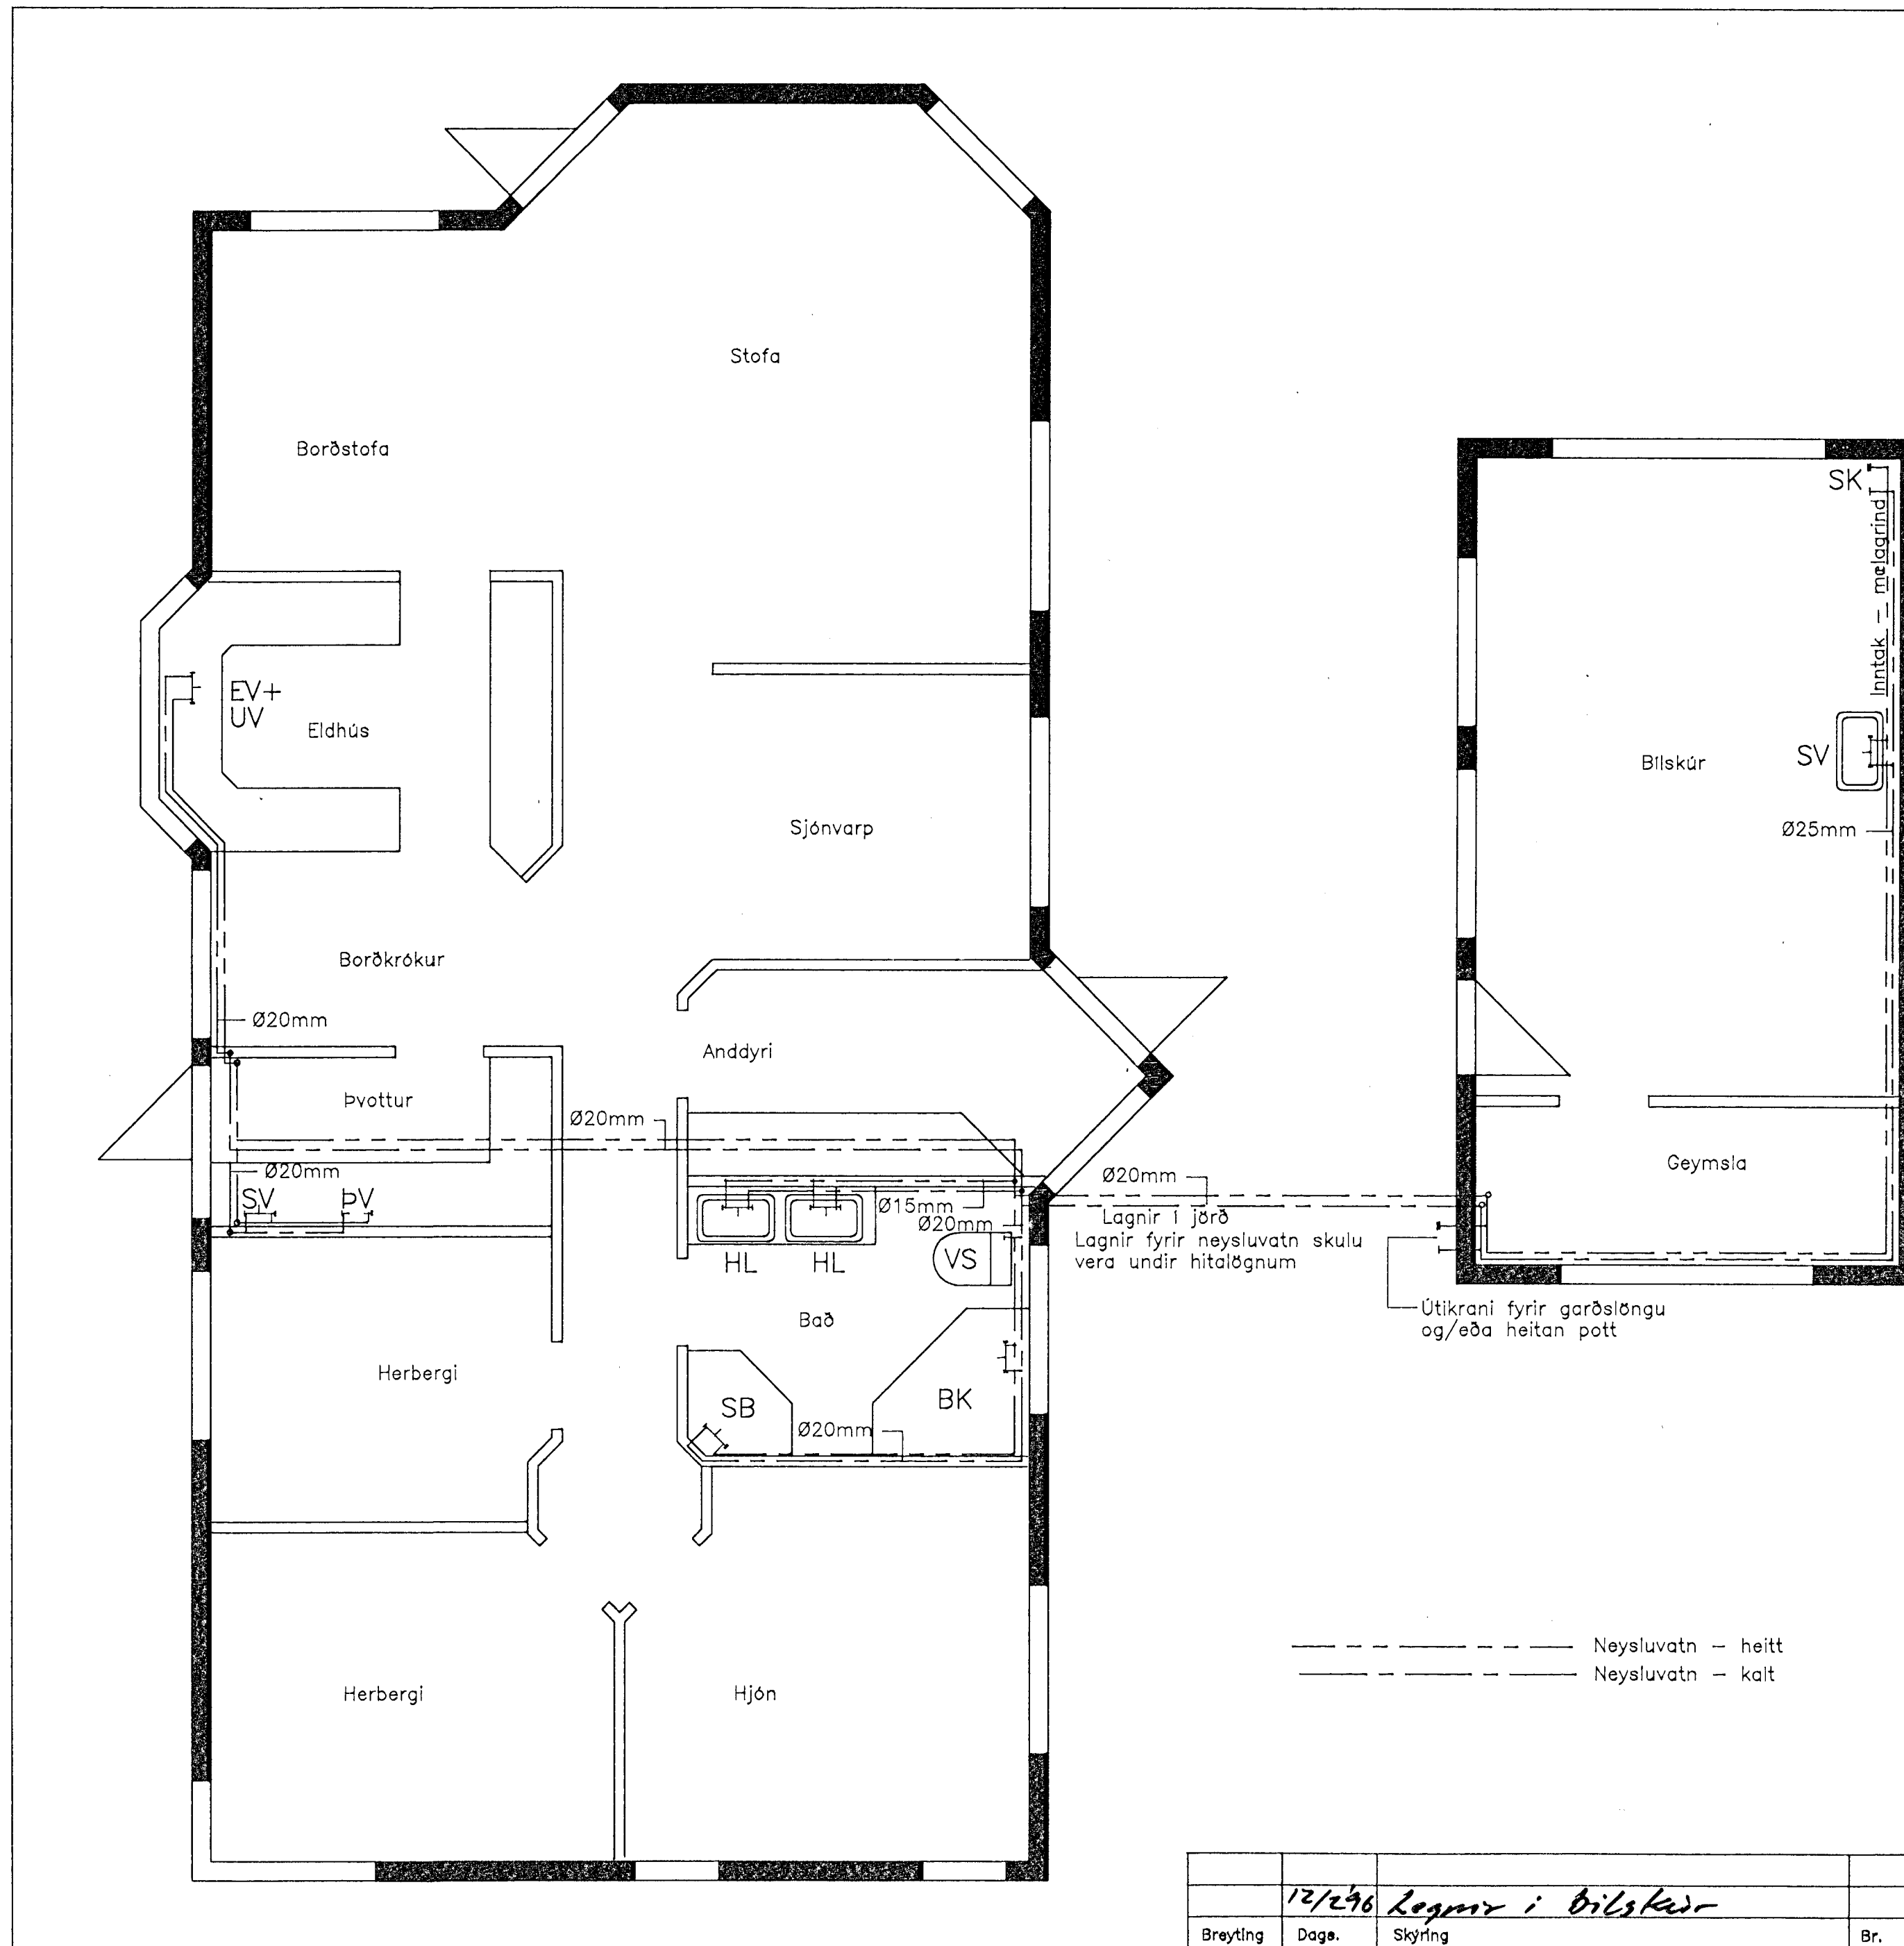 Stofa
Borðstofa
EV+
UV
Eldhús
Sjónvarp
Borðkrókur
Ø20mm
Anddyri
Þvottur
Ø20mm
Ø20mm
SV
ÞV
HL
HL
Ø15mm
Ø20mm
VS
Bað
Herbergi
SB
BK
Ø20mm
Herbergi
Hjón
Ø20mm
Lagnir í jörð
Lagnir fyrir neysluvatn skulu
vera undir hitalögnum
SK
Inntak – mælagrind
SV
Bílskúr
Ø25mm
Geymsla
Útikrani fyrir garðslöngu
og/eða heitan pott
Neysluvatn – heitt
Neysluvatn – kalt
12/2'96 Lagnir í bílskúr
Breyting Dags. Skýring Br.